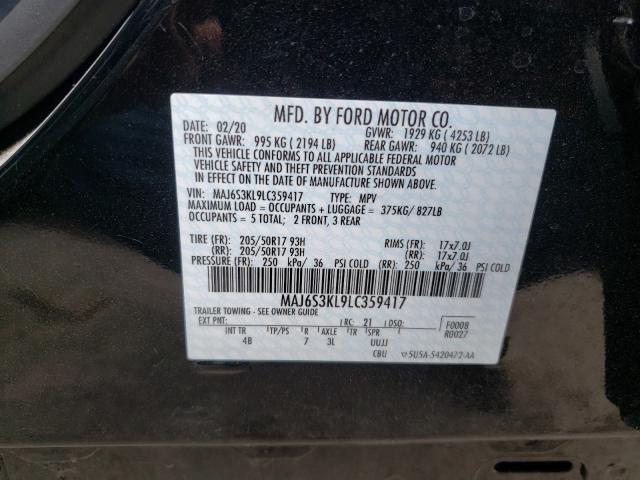 MFD. BY FORD MOTOR CO.
DATE: 02/20 GVWR: 1929 KG ( 4253 LB)
FRONT GAWR: 995 KG ( 2194 LB) REAR GAWR: 940 KG ( 2072 LB)
THIS VEHICLE CONFORMS TO ALL APPLICABLE FEDERAL MOTOR
VEHICLE SAFETY AND THEFT PREVENTION STANDARDS
IN EFFECT ON THE DATE OF MANUFACTURE SHOWN ABOVE.
VIN: MAJ6S3KL9LC359417 TYPE: MPV
MAXIMUM LOAD = OCCUPANTS + LUGGAGE = 375KG/ 827LB
OCCUPANTS = 5 TOTAL; 2 FRONT, 3 REAR
TIRE (FR): 205/50R17 93H RIMS (FR): 17x7.0J
(RR): 205/50R17 93H (RR): 17x7.0J
PRESSURE (FR): 250 kPa/ 36 PSI COLD (RR): 250 kPa/ 36 PSI COLD
MAJ6S3KL9LC359417
TRAILER TOWING - SEE OWNER GUIDE
EXT PNT: RC: 21 DSO: F0008
R0027
INT TR TP/PS R AXLE TR SPR
4B 7 3L UUJJ
CBU 5U5A-5420472-AA